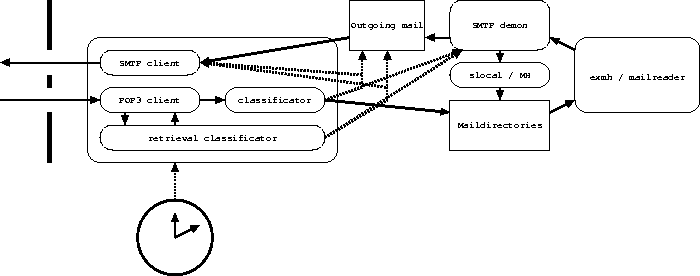 Outgoing mail
SMTP demon
SMTP client
slocal / MH
exmh / mailreader
POP3 client
classificator
Maildirectories
retrieval classificator